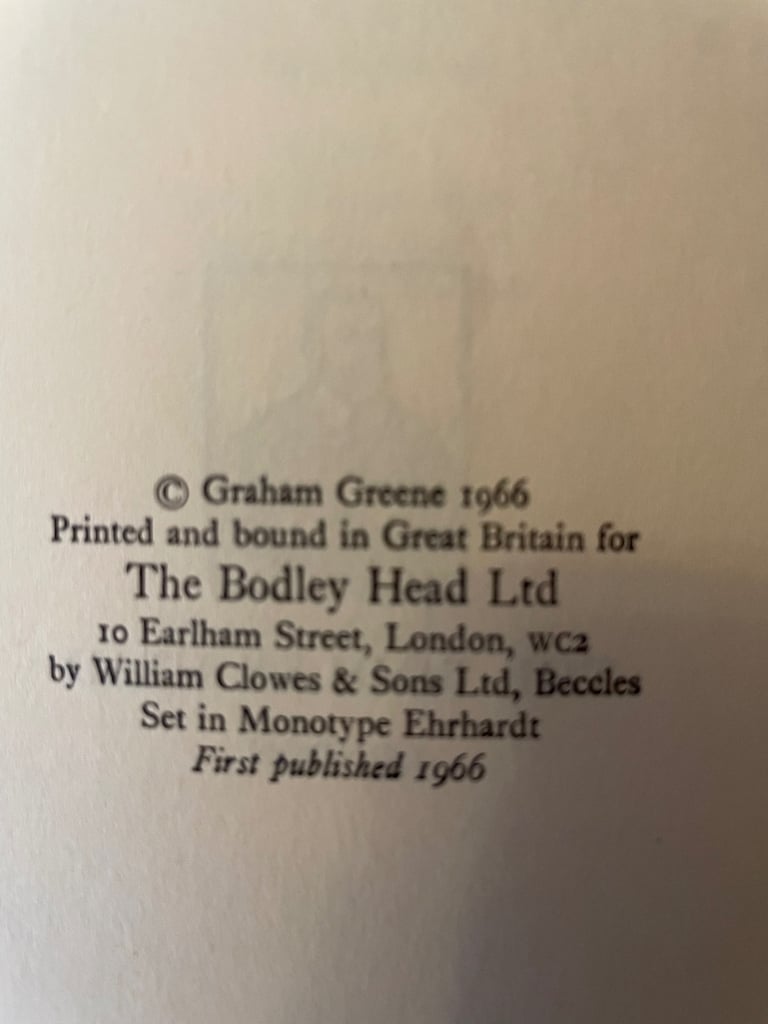 © Graham Greene 1966
Printed and bound in Great Britain for
The Bodley Head Ltd
10 Earlham Street, London, WC2
by William Clowes & Sons Ltd, Beccles
Set in Monotype Ehrhardt
First published 1966